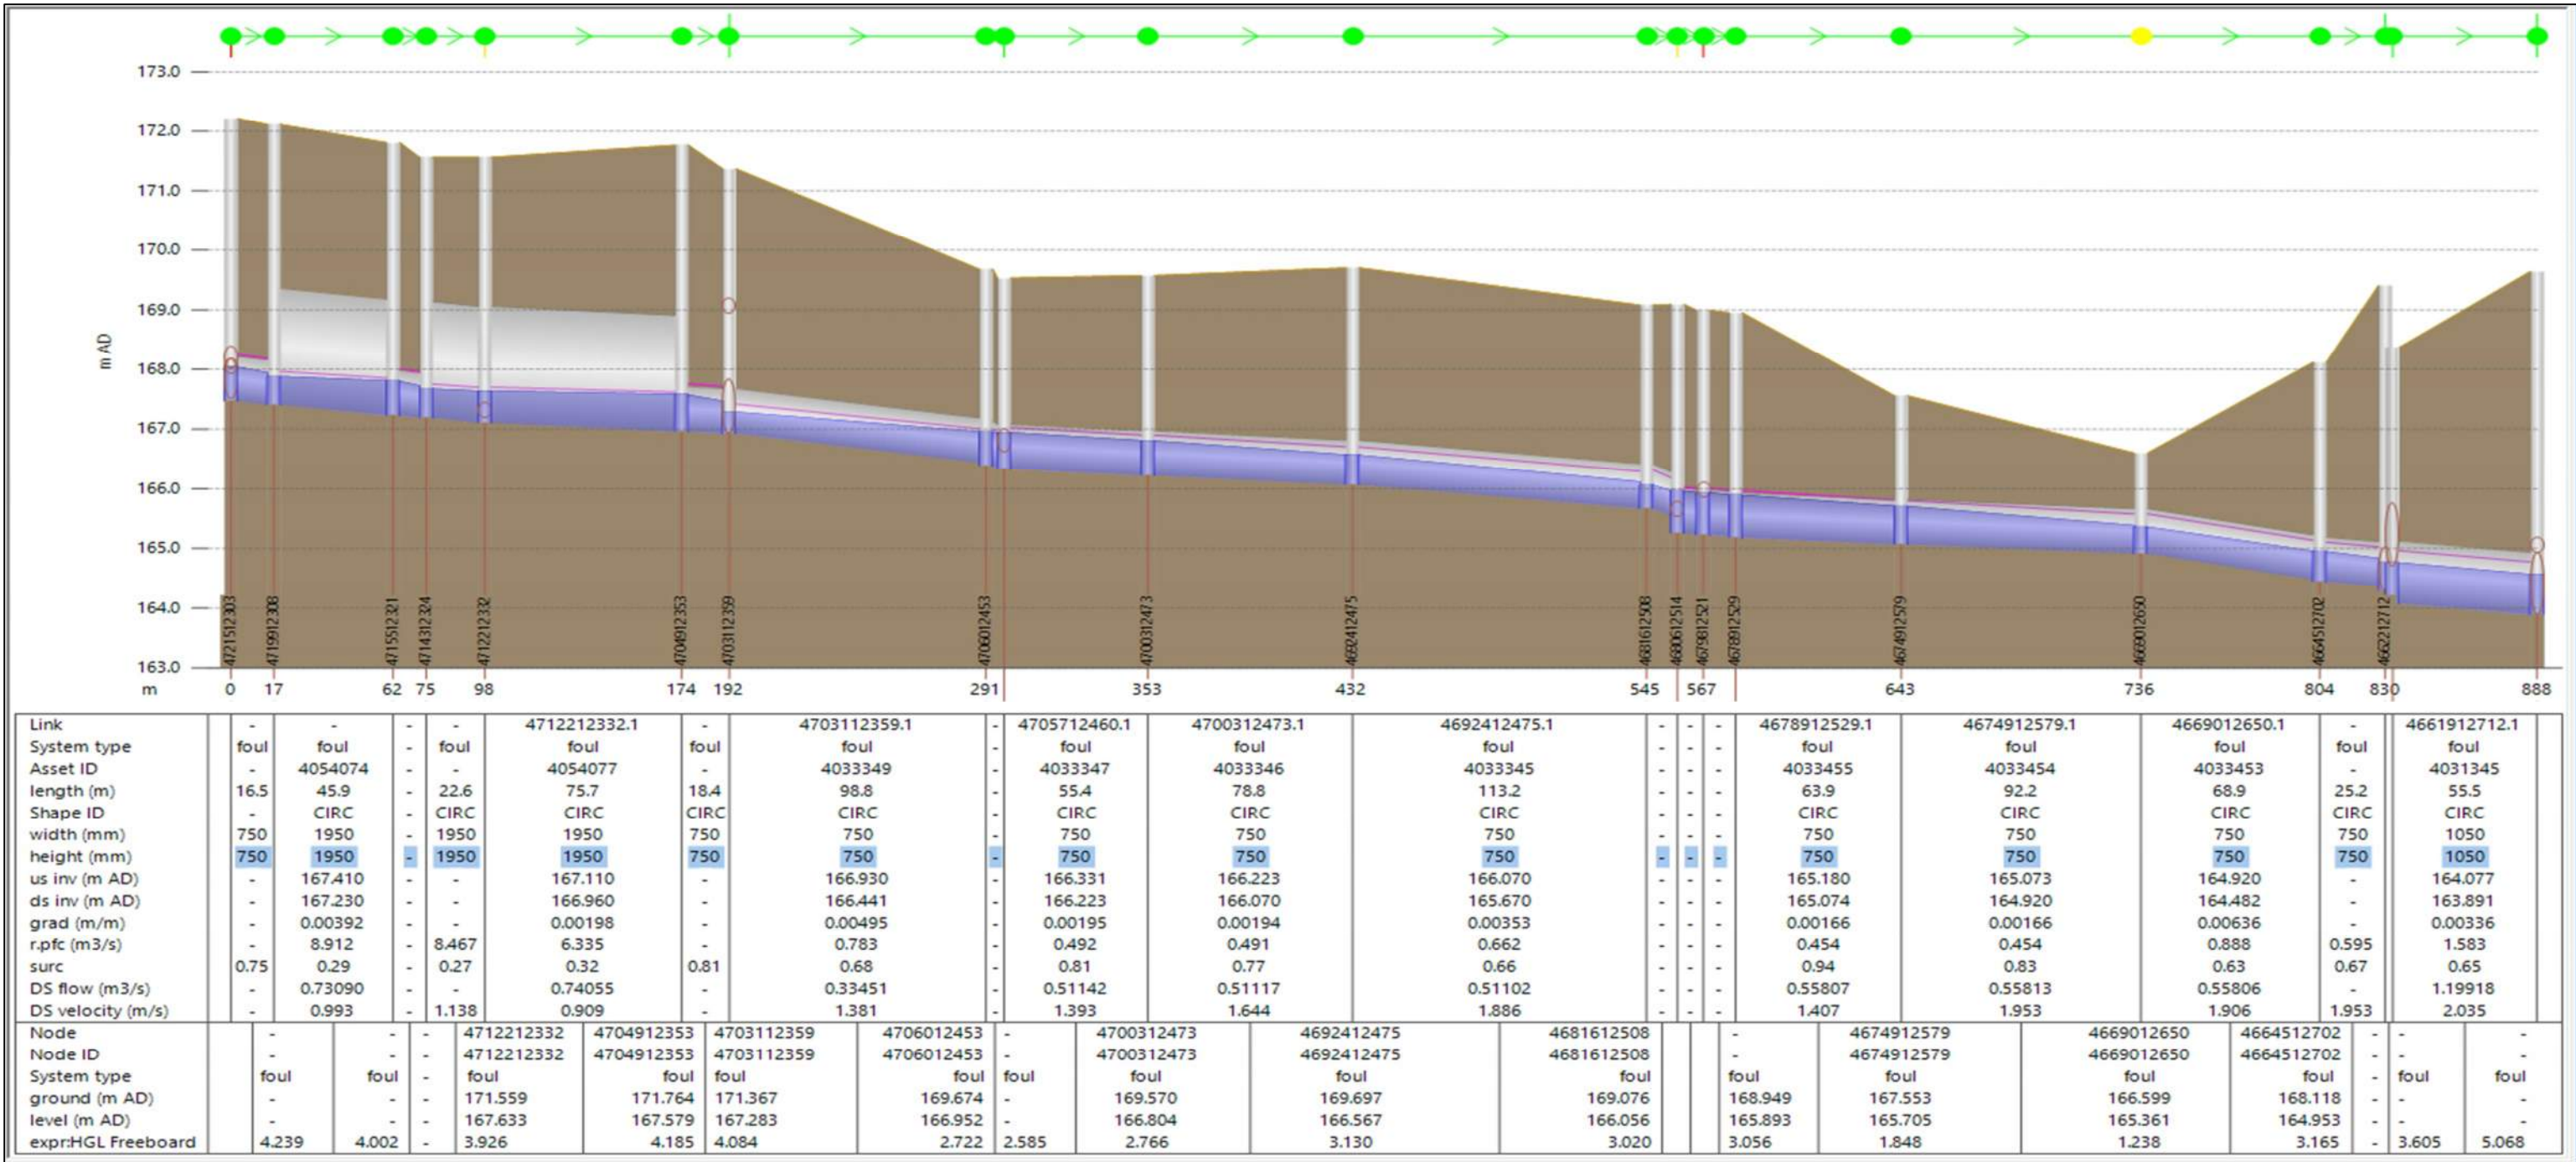 173.0
172.0
171.0
170.0
169.0
168.0
167.0
166.0
165.0
164.0
163.0
m AD
4721512303 4719912308 4715512321 4714312324 4712212332 4704912353 4703112359 4706012453 4700312473 4692412475 4681612508 4680612514 4679812521 4678912529 4674912579 4669012650 4664512702 4662212712
m 0 17 62 75 98 174 192 291 353 432 545 567 643 736 804 830 888
Link - - - - 4712212332.1 - 4703112359.1 - 4705712460.1 4700312473.1 4692412475.1 - - - 4678912529.1 4674912579.1 4669012650.1 - 4661912712.1
System type foul foul - foul foul foul foul - foul foul foul - - - foul foul foul foul foul
Asset ID - 4054074 - - 4054077 - 4033349 - 4033347 4033346 4033345 - - - 4033455 4033454 4033453 - 4031345
length (m) 16.5 45.9 - 22.6 75.7 18.4 98.8 - 55.4 78.8 113.2 - - - 63.9 92.2 68.9 25.2 55.5
Shape ID - CIRC - CIRC CIRC CIRC CIRC - CIRC CIRC CIRC - - - CIRC CIRC CIRC CIRC CIRC
width (mm) 750 1950 - 1950 1950 750 750 - 750 750 750 - - - 750 750 750 750 1050
height (mm) 750 1950 - 1950 1950 750 750 - 750 750 750 - - - 750 750 750 750 1050
us inv (m AD) - 167.410 - - 167.110 - 166.930 - 166.331 166.223 166.070 - - - 165.180 165.073 164.920 - 164.077
ds inv (m AD) - 167.230 - - 166.960 - 166.441 - 166.223 166.070 165.670 - - - 165.074 164.920 164.482 - 163.891
grad (m/m) - 0.00392 - - 0.00198 - 0.00495 - 0.00195 0.00194 0.00353 - - - 0.00166 0.00166 0.00636 - 0.00336
r.pfc (m3/s) - 8.912 - 8.467 6.335 - 0.783 - 0.492 0.491 0.662 - - - 0.454 0.454 0.888 0.595 1.583
surc 0.75 0.29 - 0.27 0.32 0.81 0.68 - 0.81 0.77 0.66 - - - 0.94 0.83 0.63 0.67 0.65
DS flow (m3/s) - 0.73090 - - 0.74055 - 0.33451 - 0.51142 0.51117 0.51102 - - - 0.55807 0.55813 0.55806 - 1.19918
DS velocity (m/s) - 0.993 - 1.138 0.909 - 1.381 - 1.393 1.644 1.886 - - - 1.407 1.953 1.906 1.953 2.035
Node - - - 4712212332 4704912353 4703112359 4706012453 - 4700312473 4692412475 4681612508 - 4674912579 4669012650 4664512702 - - -
Node ID - - - 4712212332 4704912353 4703112359 4706012453 - 4700312473 4692412475 4681612508 - 4674912579 4669012650 4664512702 - - -
System type foul foul - foul foul foul foul foul foul foul foul foul foul foul foul - foul foul
ground (m AD) - - - 171.559 171.764 171.367 169.674 - 169.570 169.697 169.076 168.949 167.553 166.599 168.118 - - -
level (m AD) - - - 167.633 167.579 167.283 166.952 - 166.804 166.567 166.056 165.893 165.705 165.361 164.953 - - -
expr:HGL Freeboard 4.239 4.002 - 3.926 4.185 4.084 2.722 2.585 2.766 3.130 3.020 3.056 1.848 1.238 3.165 - 3.605 5.068